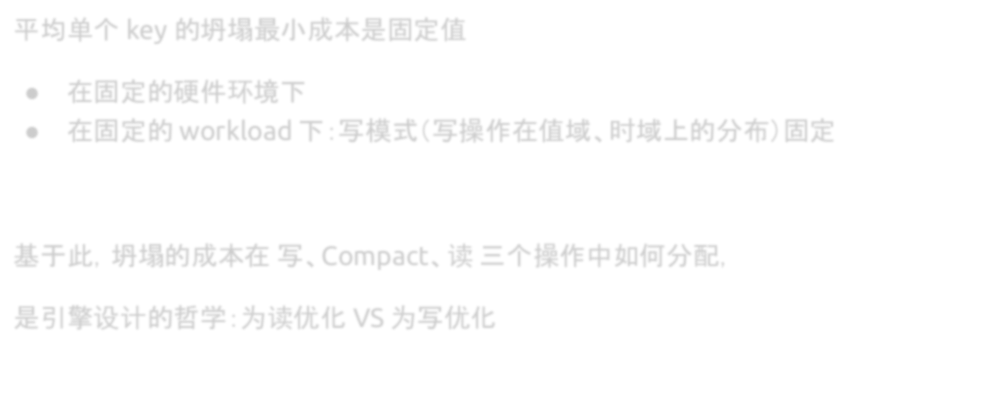 平均单个 key 的坍塌最小成本是固定值
● 在固定的硬件环境下
● 在固定的 workload 下：写模式（写操作在值域、时域上的分布）固定
基于此，坍塌的成本在 写、Compact、读 三个操作中如何分配，
是引擎设计的哲学：为读优化 VS 为写优化